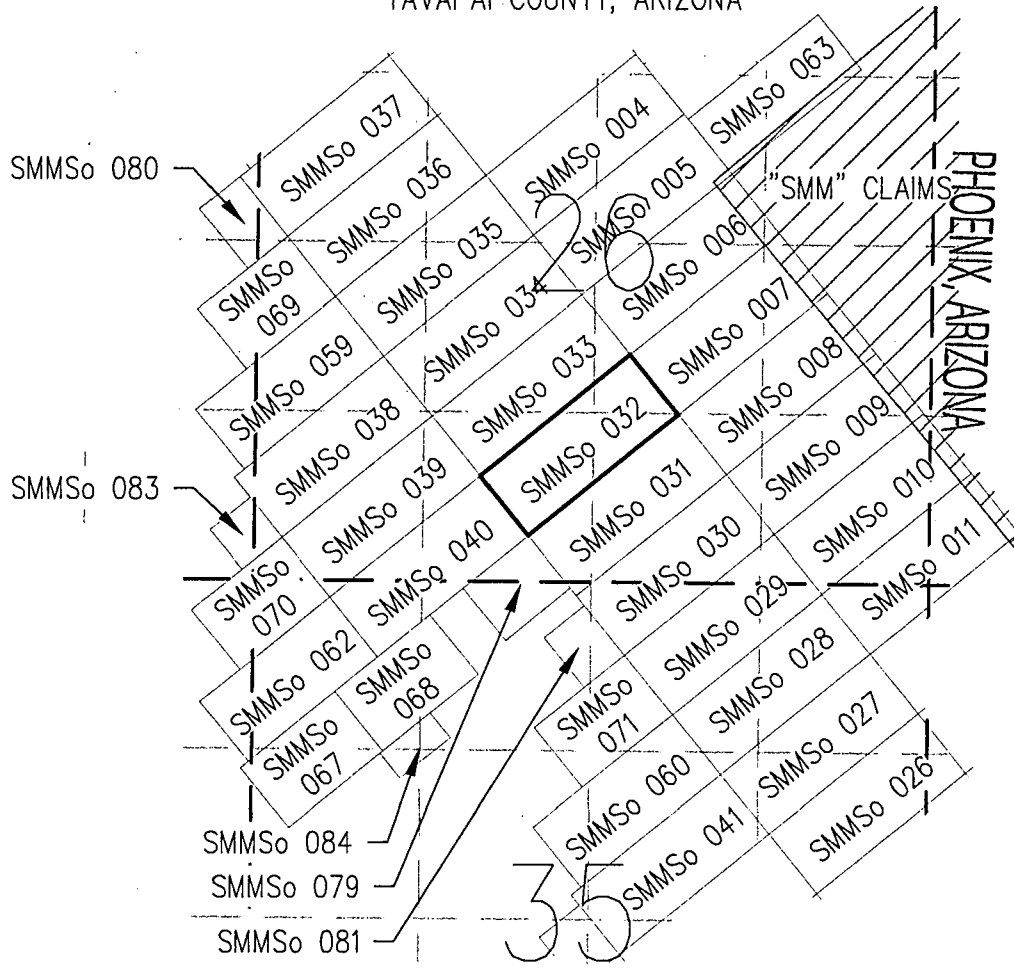 YAVAPAI COUNTY, ARIZONA
SMMSo 063
SMMSo 037
SMMSo 004
SMMSo 080
SMMSo 036
SMMSo 005
"SMM" CLAIMS
PHOENIX, ARIZONA
SMMSo 035
26
SMMSo 006
SMMSo
069
SMMSo 034
SMMSo 007
SMMSo 059
SMMSo 033
SMMSo 008
SMMSo 038
SMMSo 032
SMMSo 009
SMMSo 083
SMMSo 039
SMMSo 031
SMMSo 010
SMMSo 040
SMMSo 030
SMMSo 011
SMMSo
070
SMMSo 029
SMMSo 062
SMMSo
068
SMMSo 028
SMMSo
071
SMMSo 027
SMMSo
067
SMMSo 060
SMMSo 026
SMMSo 084
SMMSo 041
SMMSo 079
35
SMMSo 081